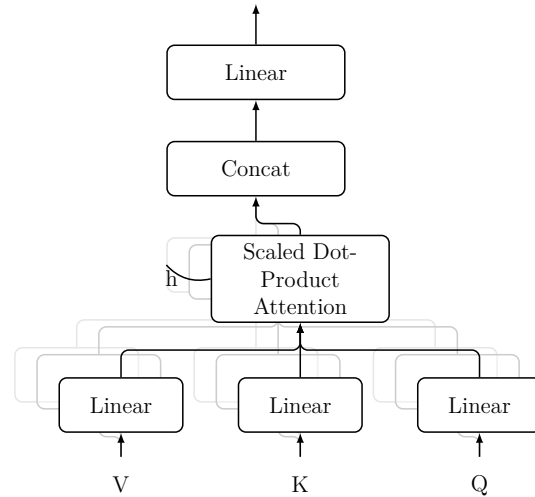 Linear
Concat
Scaled Dot-
Product
Attention
h
Linear
Linear
Linear
V
K
Q